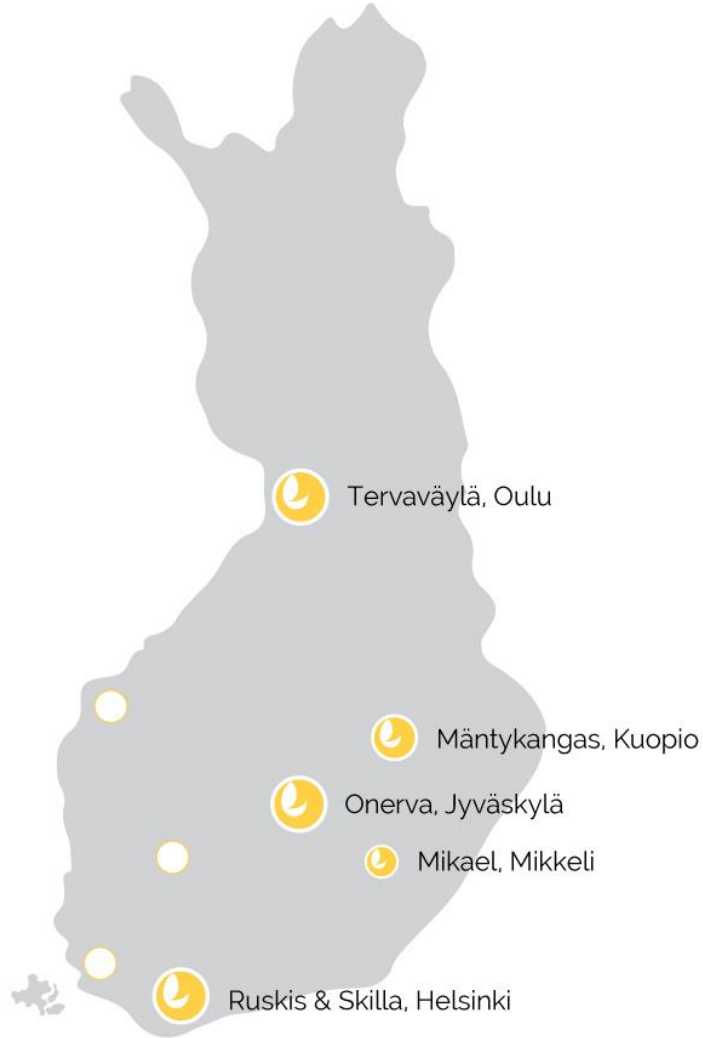 Tervaväylä, Oulu
Mäntykangas, Kuopio
Onerva, Jyväskylä
Mikael, Mikkeli
Ruskis & Skilla, Helsinki